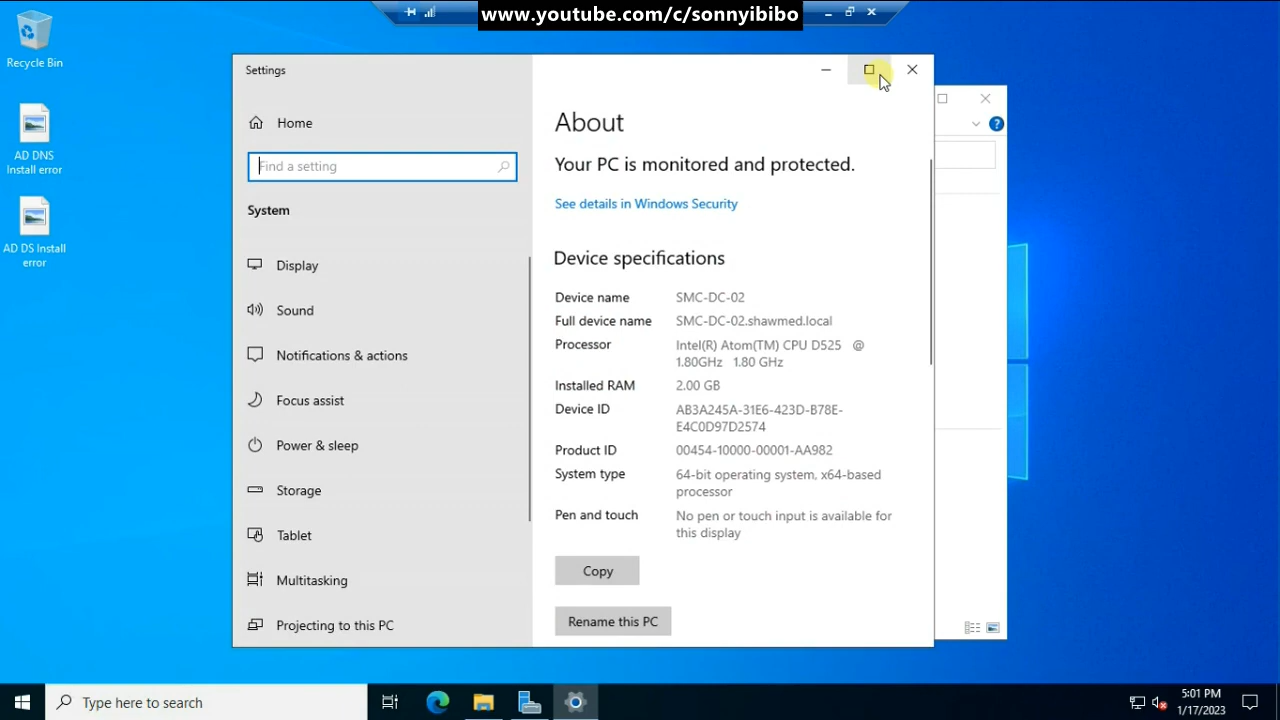 www.youtube.com/c/sonnyibibo
Recycle Bin
AD DNS
Install error
AD DS Install
error
Settings
Home
Find a setting
System
Display
Sound
Notifications & actions
Focus assist
Power & sleep
Storage
Tablet
Multitasking
Projecting to this PC
About
Your PC is monitored and protected.
See details in Windows Security
Device specifications
Device name SMC-DC-02
Full device name SMC-DC-02.shawmed.local
Processor Intel(R) Atom(TM) CPU D525 @
1.80GHz 1.80 GHz
Installed RAM 2.00 GB
Device ID AB3A245A-31E6-423D-B78E-
E4C0D97D2574
Product ID 00454-10000-00001-AA982
System type 64-bit operating system, x64-based
processor
Pen and touch No pen or touch input is available for
this display
Copy
Rename this PC
Type here to search
5:01 PM
1/17/2023